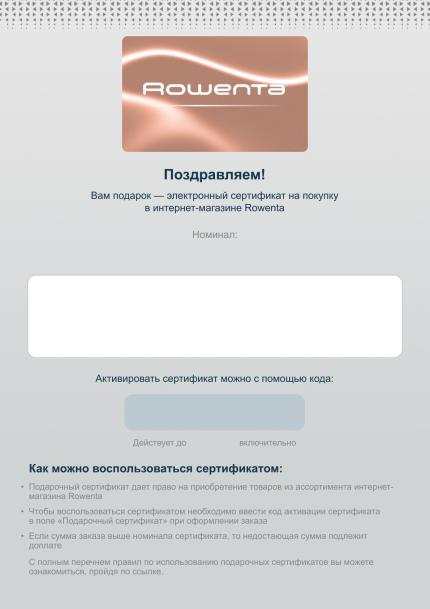 Rowenta
Поздравляем!
Вам подарок — электронный сертификат на покупку
в интернет-магазине Rowenta
Номинал:
Активировать сертификат можно с помощью кода:
Действует до включительно
Как можно воспользоваться сертификатом:
• Подарочный сертификат дает право на приобретение товаров из ассортимента интернет-
магазина Rowenta
• Чтобы воспользоваться сертификатом необходимо ввести код активации сертификата
в поле «Подарочный сертификат» при оформлении заказа
• Если сумма заказа выше номинала сертификата, то недостающая сумма подлежит
доплате
С полным перечнем правил по использованию подарочных сертификатов вы можете
ознакомиться, пройдя по ссылке.